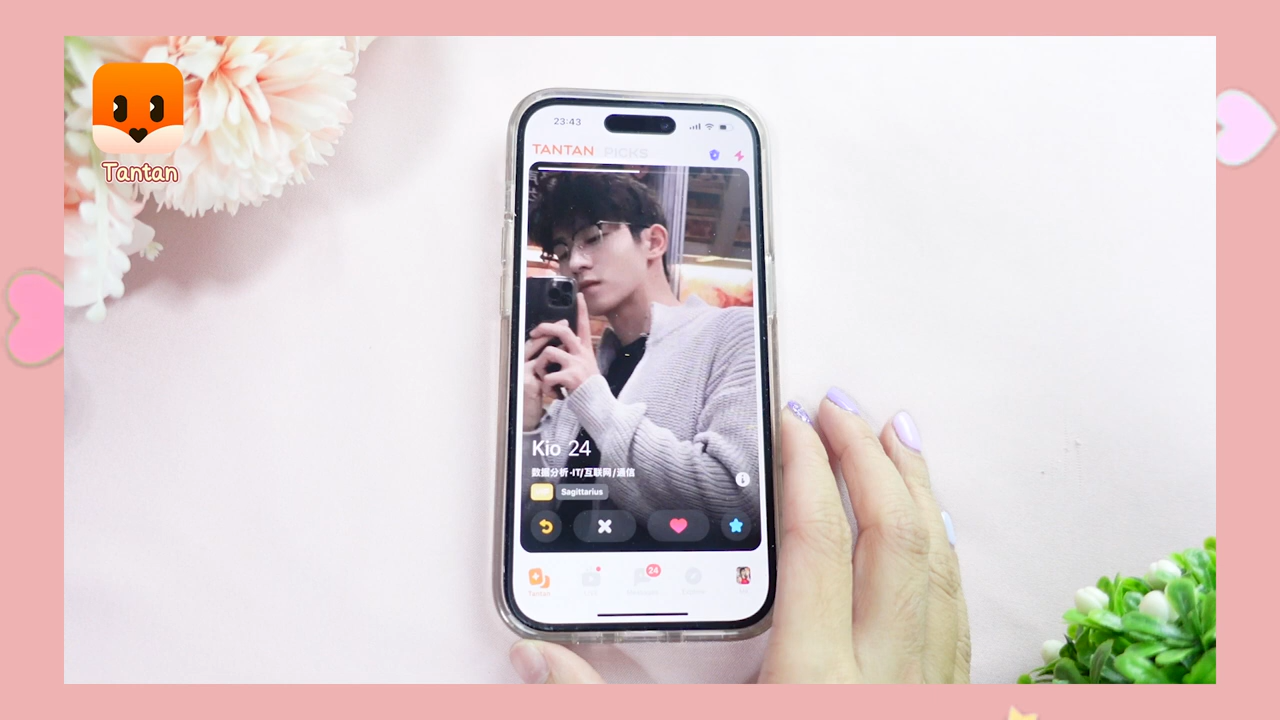 Tantan
23:43
TANTAN PICKS
Kio 24
数据分析-IT/互联网/通信
Sagittarius
24
Tantan